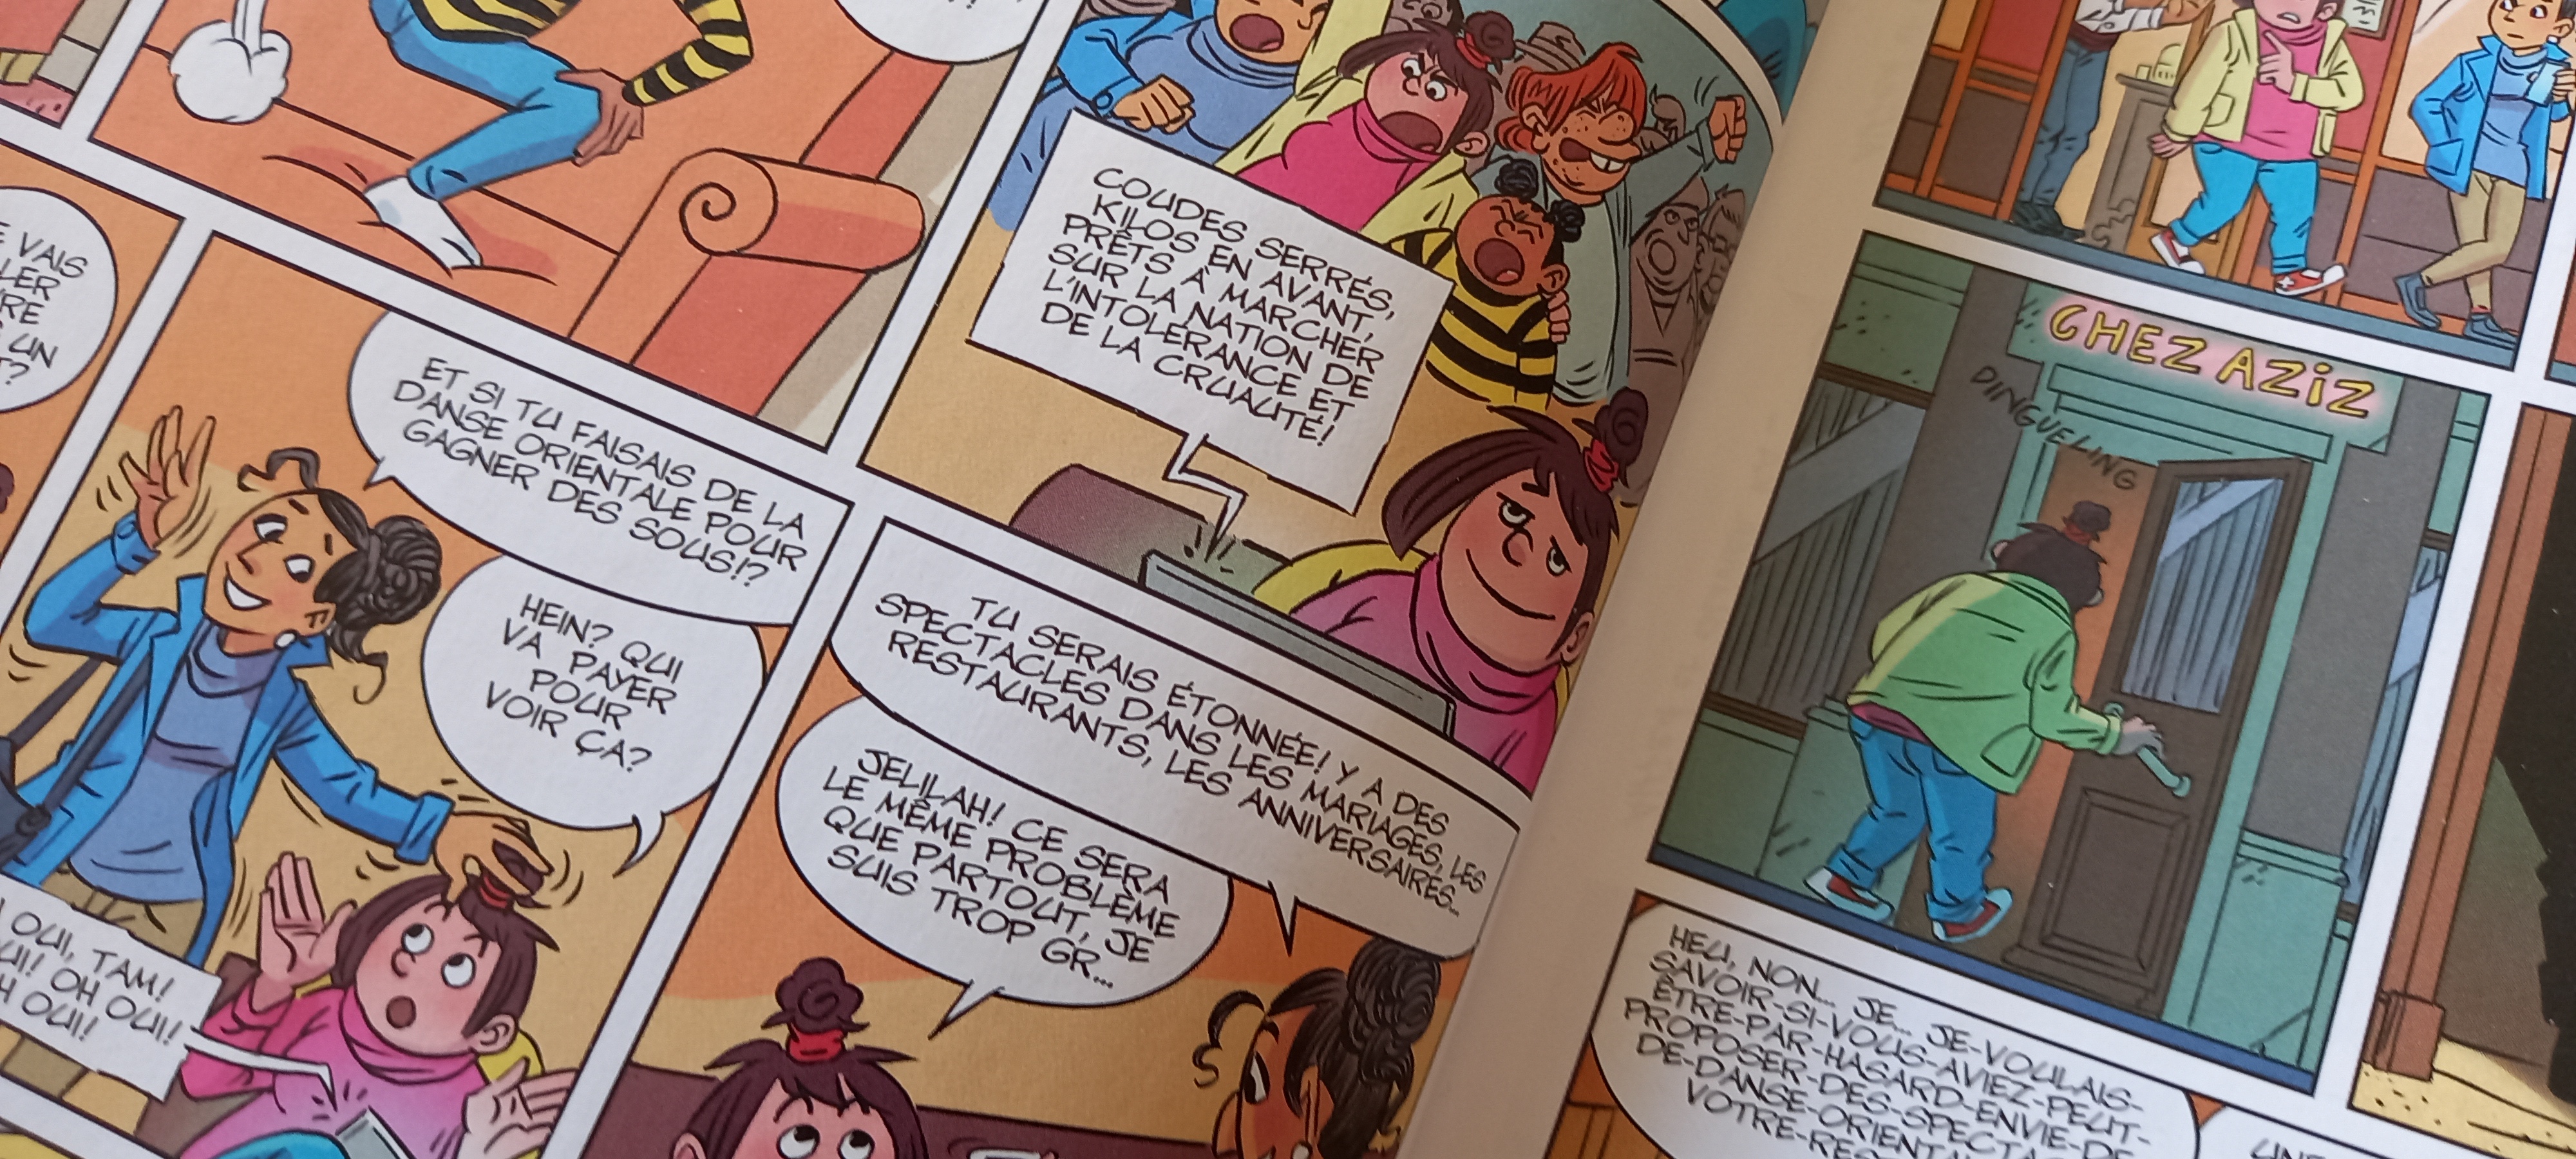 COUDES SERRÉS,
KILOS EN AVANT,
PRÊTS À MARCHER
SUR LA NATION DE
L'INTOLÉRANCE ET
DE LA CRUAUTÉ!
VAIS
UN
ET SI TU FAISAIS DE LA
DANSE ORIENTALE POUR
GAGNER DES SOUS!?
HEIN? QUI
VA PAYER
POUR
VOIR ÇA?
TU SERAIS ÉTONNÉE! Y A DES
SPECTACLES DANS LES MARIAGES, LES
RESTAURANTS, LES ANNIVERSAIRES...
JELILAH! CE SERA
LE MÊME PROBLÈME
QUE PARTOUT, JE
SUIS TROP GR...
OUI, TAM!
OH OUI!
OUI!
CHEZ AZIZ
DINGUELING
HEU, NON... JE... JE-VOULAIS-
SAVOIR-SI-VOUS-AVIEZ-PEUT-
ÊTRE-PAR-HASARD-ENVIE-DE-
PROPOSER-DES-SPECTA
DE-DANSE-ORIENTA
VOTRE-RES